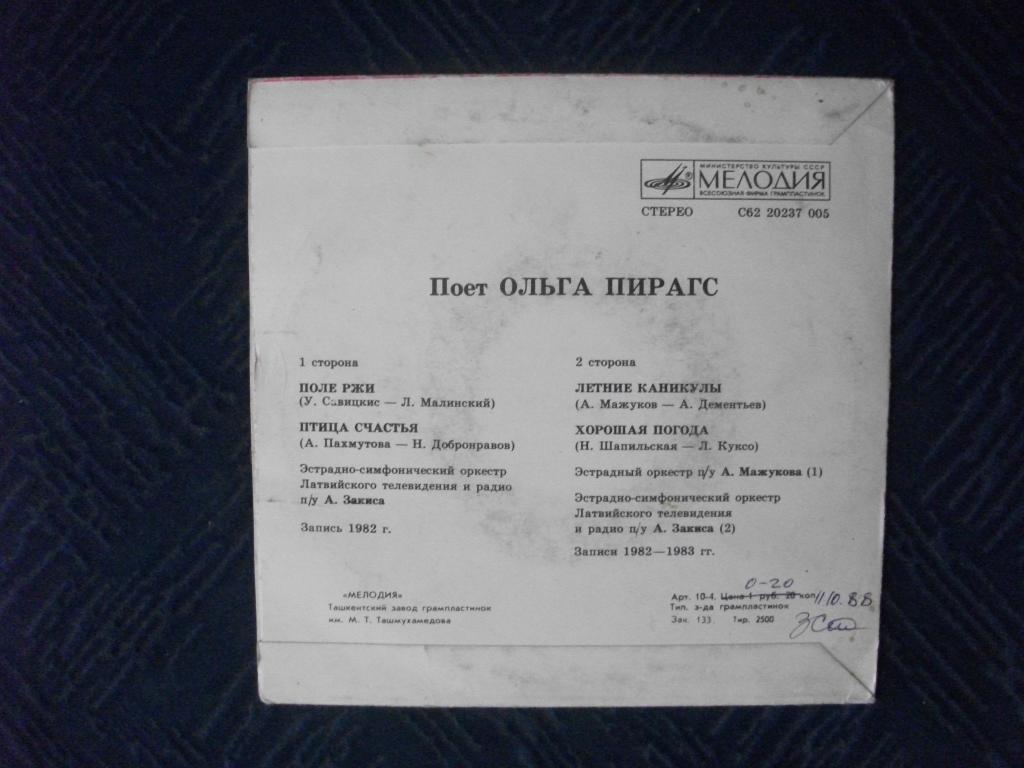 МИНИСТЕРСТВО КУЛЬТУРЫ СССР
МЕЛОДИЯ
ВСЕСОЮЗНАЯ ФИРМА ГРАМПЛАСТИНОК
СТЕРЕО С62 20237 005
Поет ОЛЬГА ПИРАГС
1 сторона
ПОЛЕ РЖИ
(У. Савицкис — Л. Малинский)
ПТИЦА СЧАСТЬЯ
(А. Пахмутова — Н. Добронравов)
Эстрадно-симфонический оркестр
Латвийского телевидения и радио
п/у А. Закиса
Запись 1982 г.
2 сторона
ЛЕТНИЕ КАНИКУЛЫ
(А. Мажуков — А. Дементьев)
ХОРОШАЯ ПОГОДА
(Н. Шапильская — Л. Куксо)
Эстрадный оркестр п/у А. Мажукова (1)
Эстрадно-симфонический оркестр
Латвийского телевидения
и радио п/у А. Закиса (2)
Записи 1982—1983 гг.
«МЕЛОДИЯ»
Ташкентский завод грампластинок
им. М. Т. Ташмухамедова
0-20
Арт. 10-4. Цена 1 руб. 20 коп
Тип. з-да грампластинок
Зак. 133. Тир. 2500